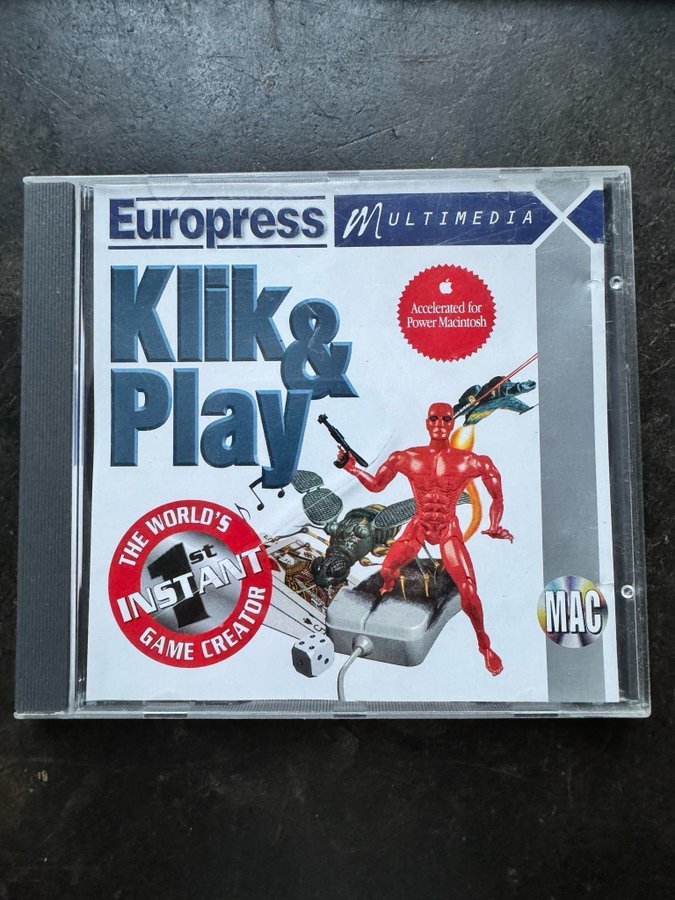 Europress
MULTIMEDIA
Klik &
Play
Accelerated for
Power Macintosh
THE WORLD'S
1st
INSTANT
GAME CREATOR
MAC